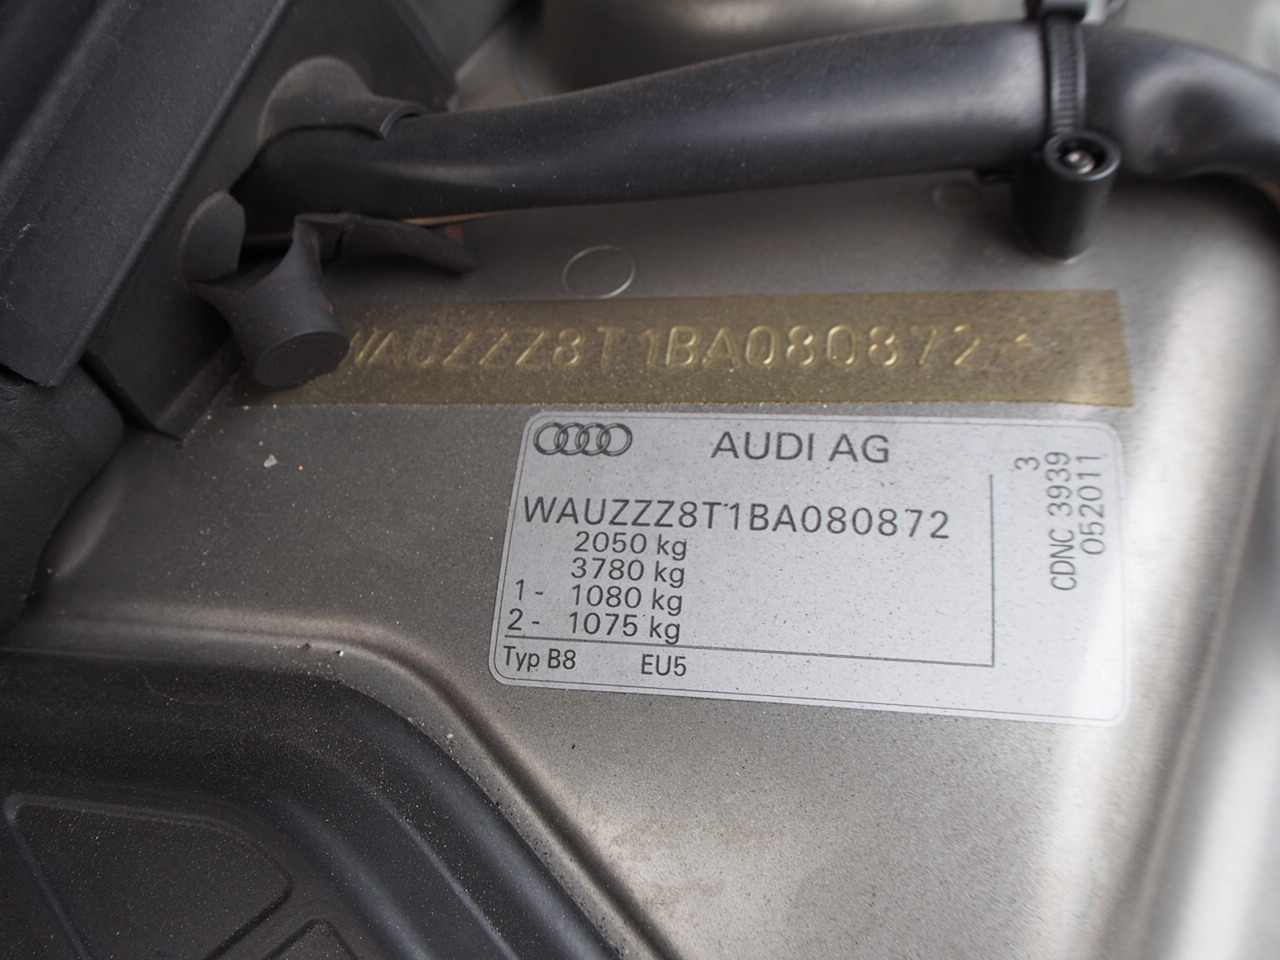 WAUZZZ8T1BA080872
AUDI AG
WAUZZZ8T1BA080872
2050 kg
3780 kg
1 - 1080 kg
2 - 1075 kg
Typ B8 EU5
3
CDNC 3939
052011